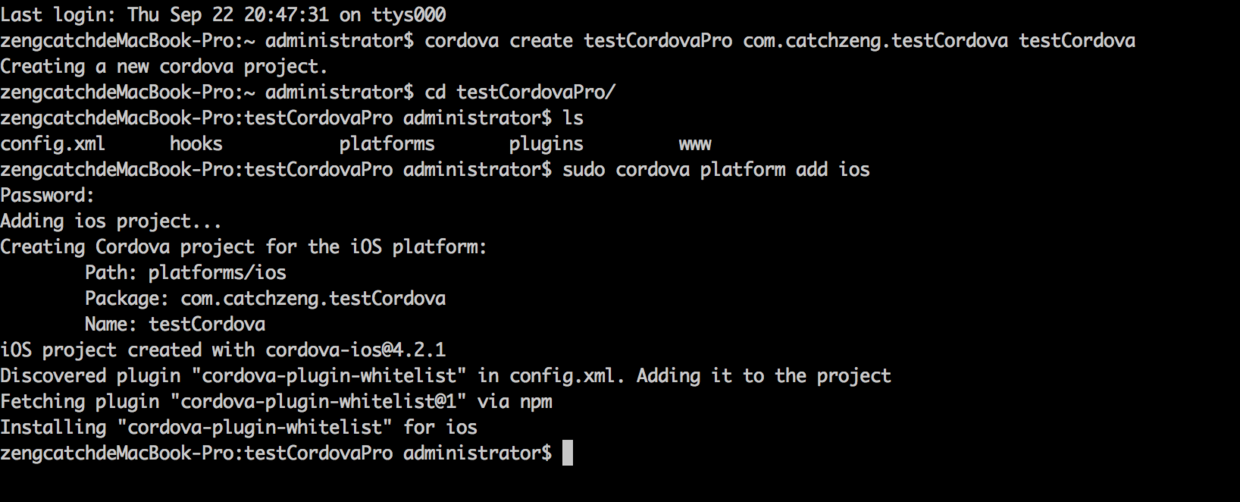 Last login: Thu Sep 22 20:47:31 on ttys000
zengcatchdeMacBook-Pro:~ administrator$ cordova create testCordovaPro com.catchzeng.testCordova testCordova
Creating a new cordova project.
zengcatchdeMacBook-Pro:~ administrator$ cd testCordovaPro/
zengcatchdeMacBook-Pro:testCordovaPro administrator$ ls
config.xml      hooks           platforms       plugins         www
zengcatchdeMacBook-Pro:testCordovaPro administrator$ sudo cordova platform add ios
Password:
Adding ios project...
Creating Cordova project for the iOS platform:
        Path: platforms/ios
        Package: com.catchzeng.testCordova
        Name: testCordova
iOS project created with cordova-ios@4.2.1
Discovered plugin "cordova-plugin-whitelist" in config.xml. Adding it to the project
Fetching plugin "cordova-plugin-whitelist@1" via npm
Installing "cordova-plugin-whitelist" for ios
zengcatchdeMacBook-Pro:testCordovaPro administrator$